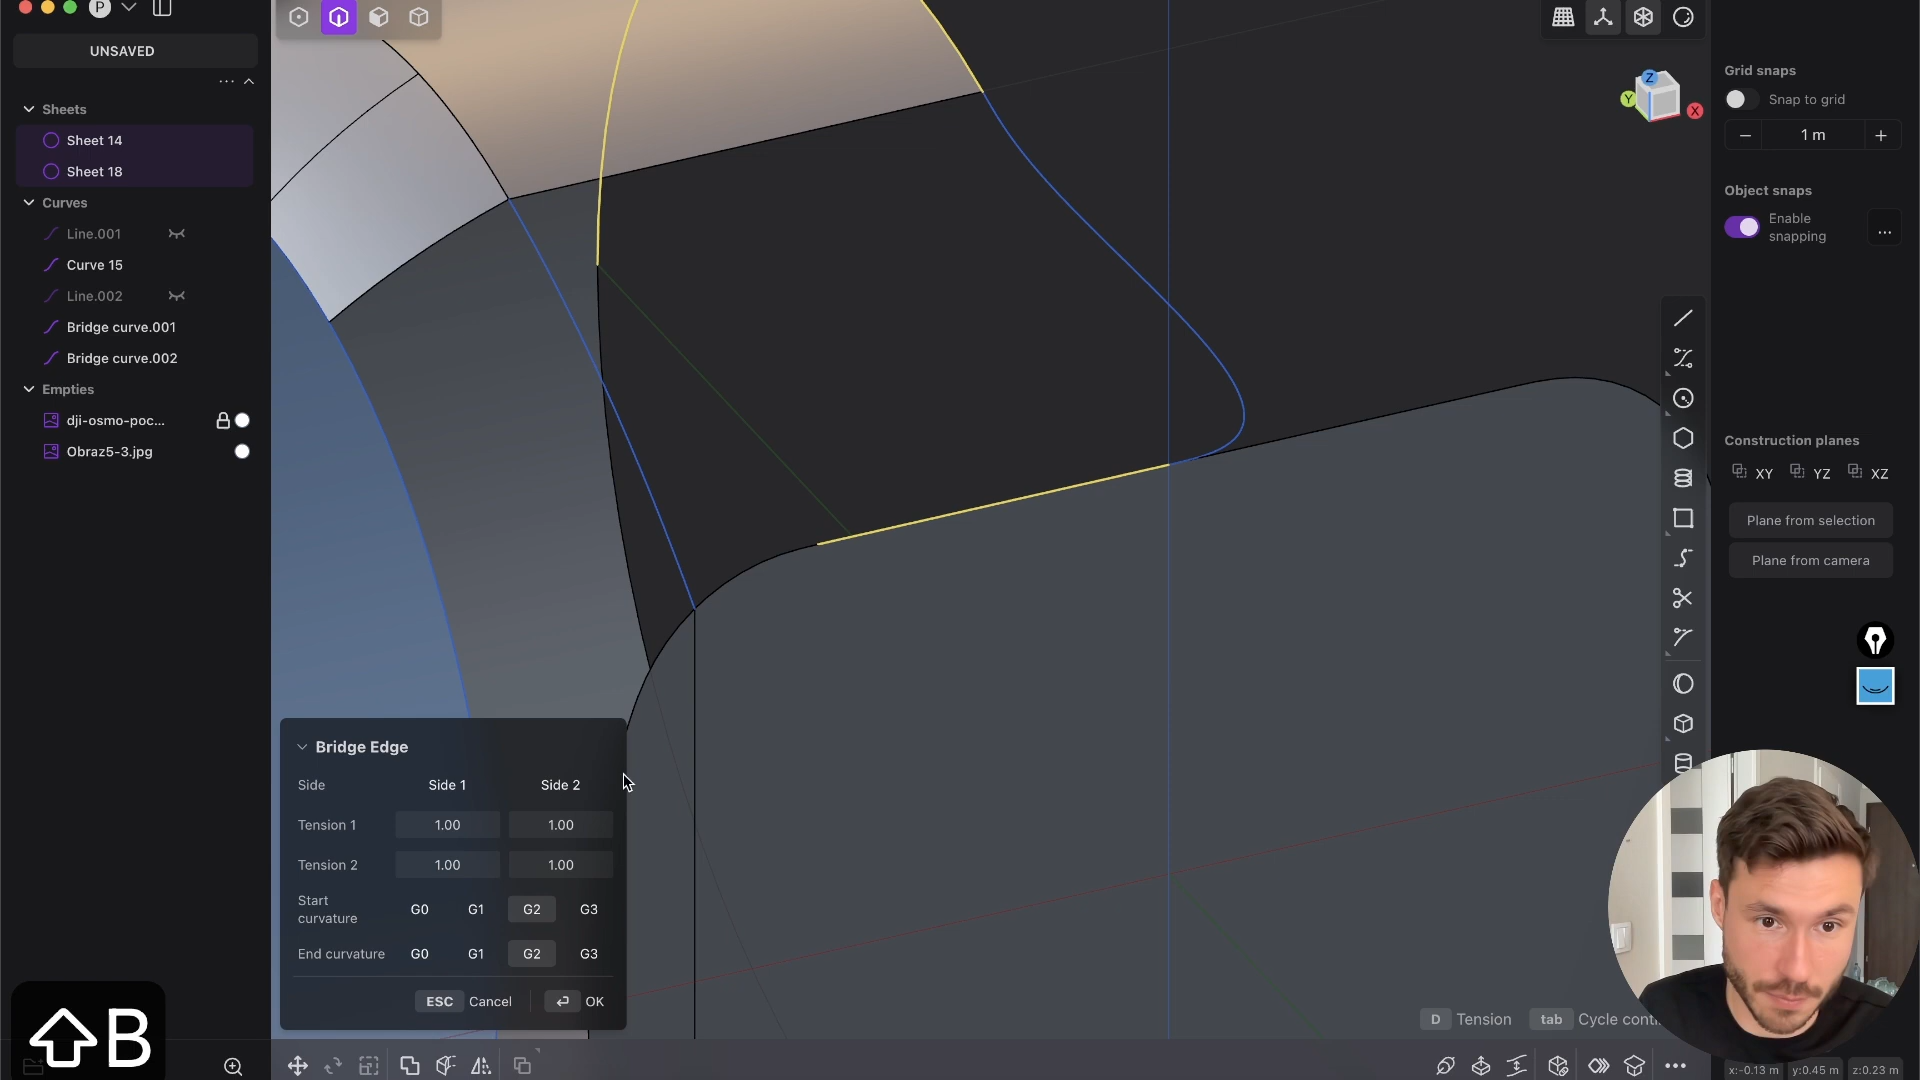 P
UNSAVED
Sheets
Sheet 14
Sheet 18
Curves
Line.001
Curve 15
Line.002
Bridge curve.001
Bridge curve.002
Empties
dji-osmo-poc...
Obraz5-3.jpg
Z
Y
X
Grid snaps
Snap to grid
1 m
Object snaps
Enable
snapping
...
Construction planes
XY YZ XZ
Plane from selection
Plane from camera
Bridge Edge
Side Side 1 Side 2
Tension 1 1.00 1.00
Tension 2 1.00 1.00
Start
curvature G0 G1 G2 G3
End curvature G0 G1 G2 G3
ESC Cancel OK
B
D Tension tab Cycle conti
x:-0.13 m y:0.45 m z:0.23 m